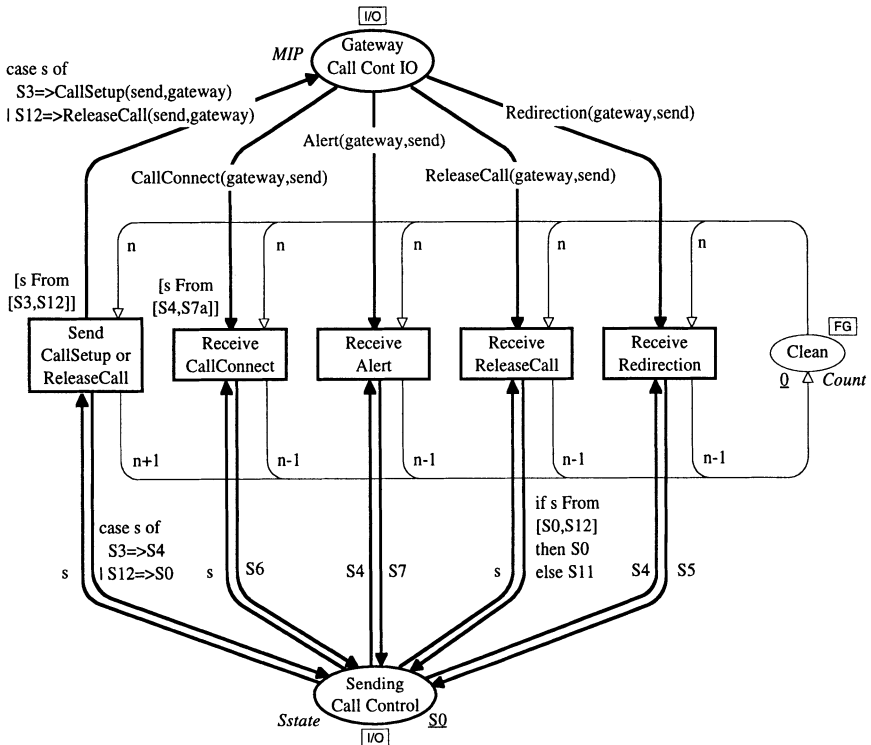 I/O
MIP
Gateway
Call Cont IO
case s of
S3=>CallSetup(send,gateway)
| S12=>ReleaseCall(send,gateway)
Redirection(gateway,send)
Alert(gateway,send)
CallConnect(gateway,send)
ReleaseCall(gateway,send)
n
n
n
n
n
[s From
[S3,S12]]
[s From
[S4,S7a]]
Send
CallSetup or
ReleaseCall
Receive
CallConnect
Receive
Alert
Receive
ReleaseCall
Receive
Redirection
FG
Clean
0
Count
n+1
n-1
n-1
n-1
n-1
case s of
S3=>S4
| S12=>S0
s
s
S6
S4
S7
s
if s From
[S0,S12]
then S0
else S11
S4
S5
Sending
Call Control
Sstate
S0
I/O